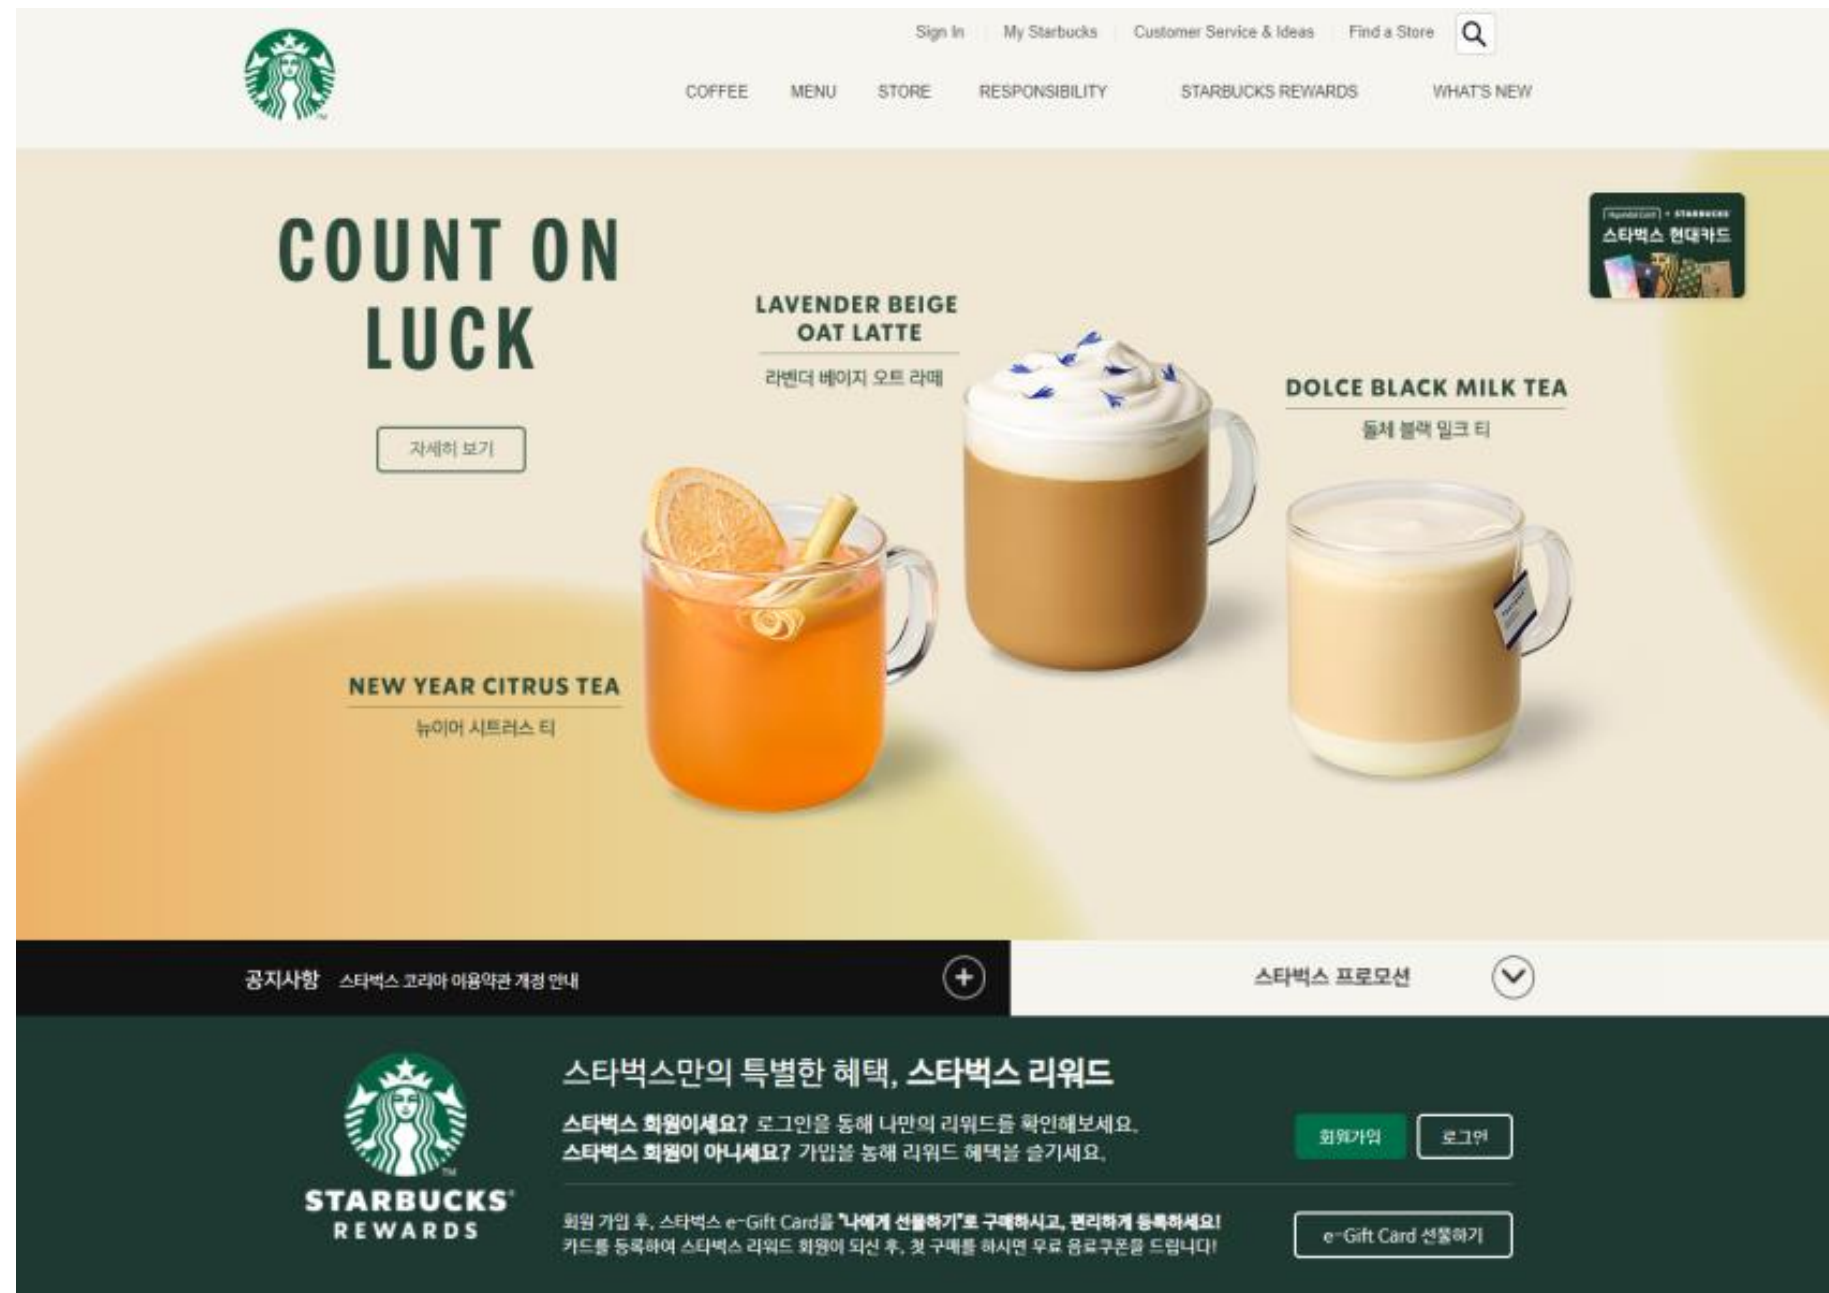 Sign In
My Starbucks
Customer Service & Ideas
Find a Store
COFFEE
MENU
STORE
RESPONSIBILITY
STARBUCKS REWARDS
WHAT'S NEW
COUNT ON
LUCK
자세히 보기
LAVENDER BEIGE
OAT LATTE
라벤더 베이지 오트 라떼
STARBUCKS
스타벅스 현대카드
DOLCE BLACK MILK TEA
돌체 블랙 밀크 티
NEW YEAR CITRUS TEA
뉴이어 시트러스 티
공지사항 스타벅스 코리아 이용약관 개정 안내
스타벅스 프로모션
스타벅스만의 특별한 혜택, 스타벅스 리워드
스타벅스 회원이세요? 로그인을 통해 나만의 리워드를 확인해보세요.
스타벅스 회원이 아니세요? 가입을 통해 리워드 혜택을 즐기세요.
회원가입
로그인
STARBUCKS
REWARDS
회원 가입 후, 스타벅스 e-Gift Card를 "나에게 선물하기"로 구매하시고, 편리하게 등록하세요!
카드를 등록하여 스타벅스 리워드 회원이 되신 후, 첫 구매를 하시면 무료 음료쿠폰을 드립니다!
e-Gift Card 선물하기